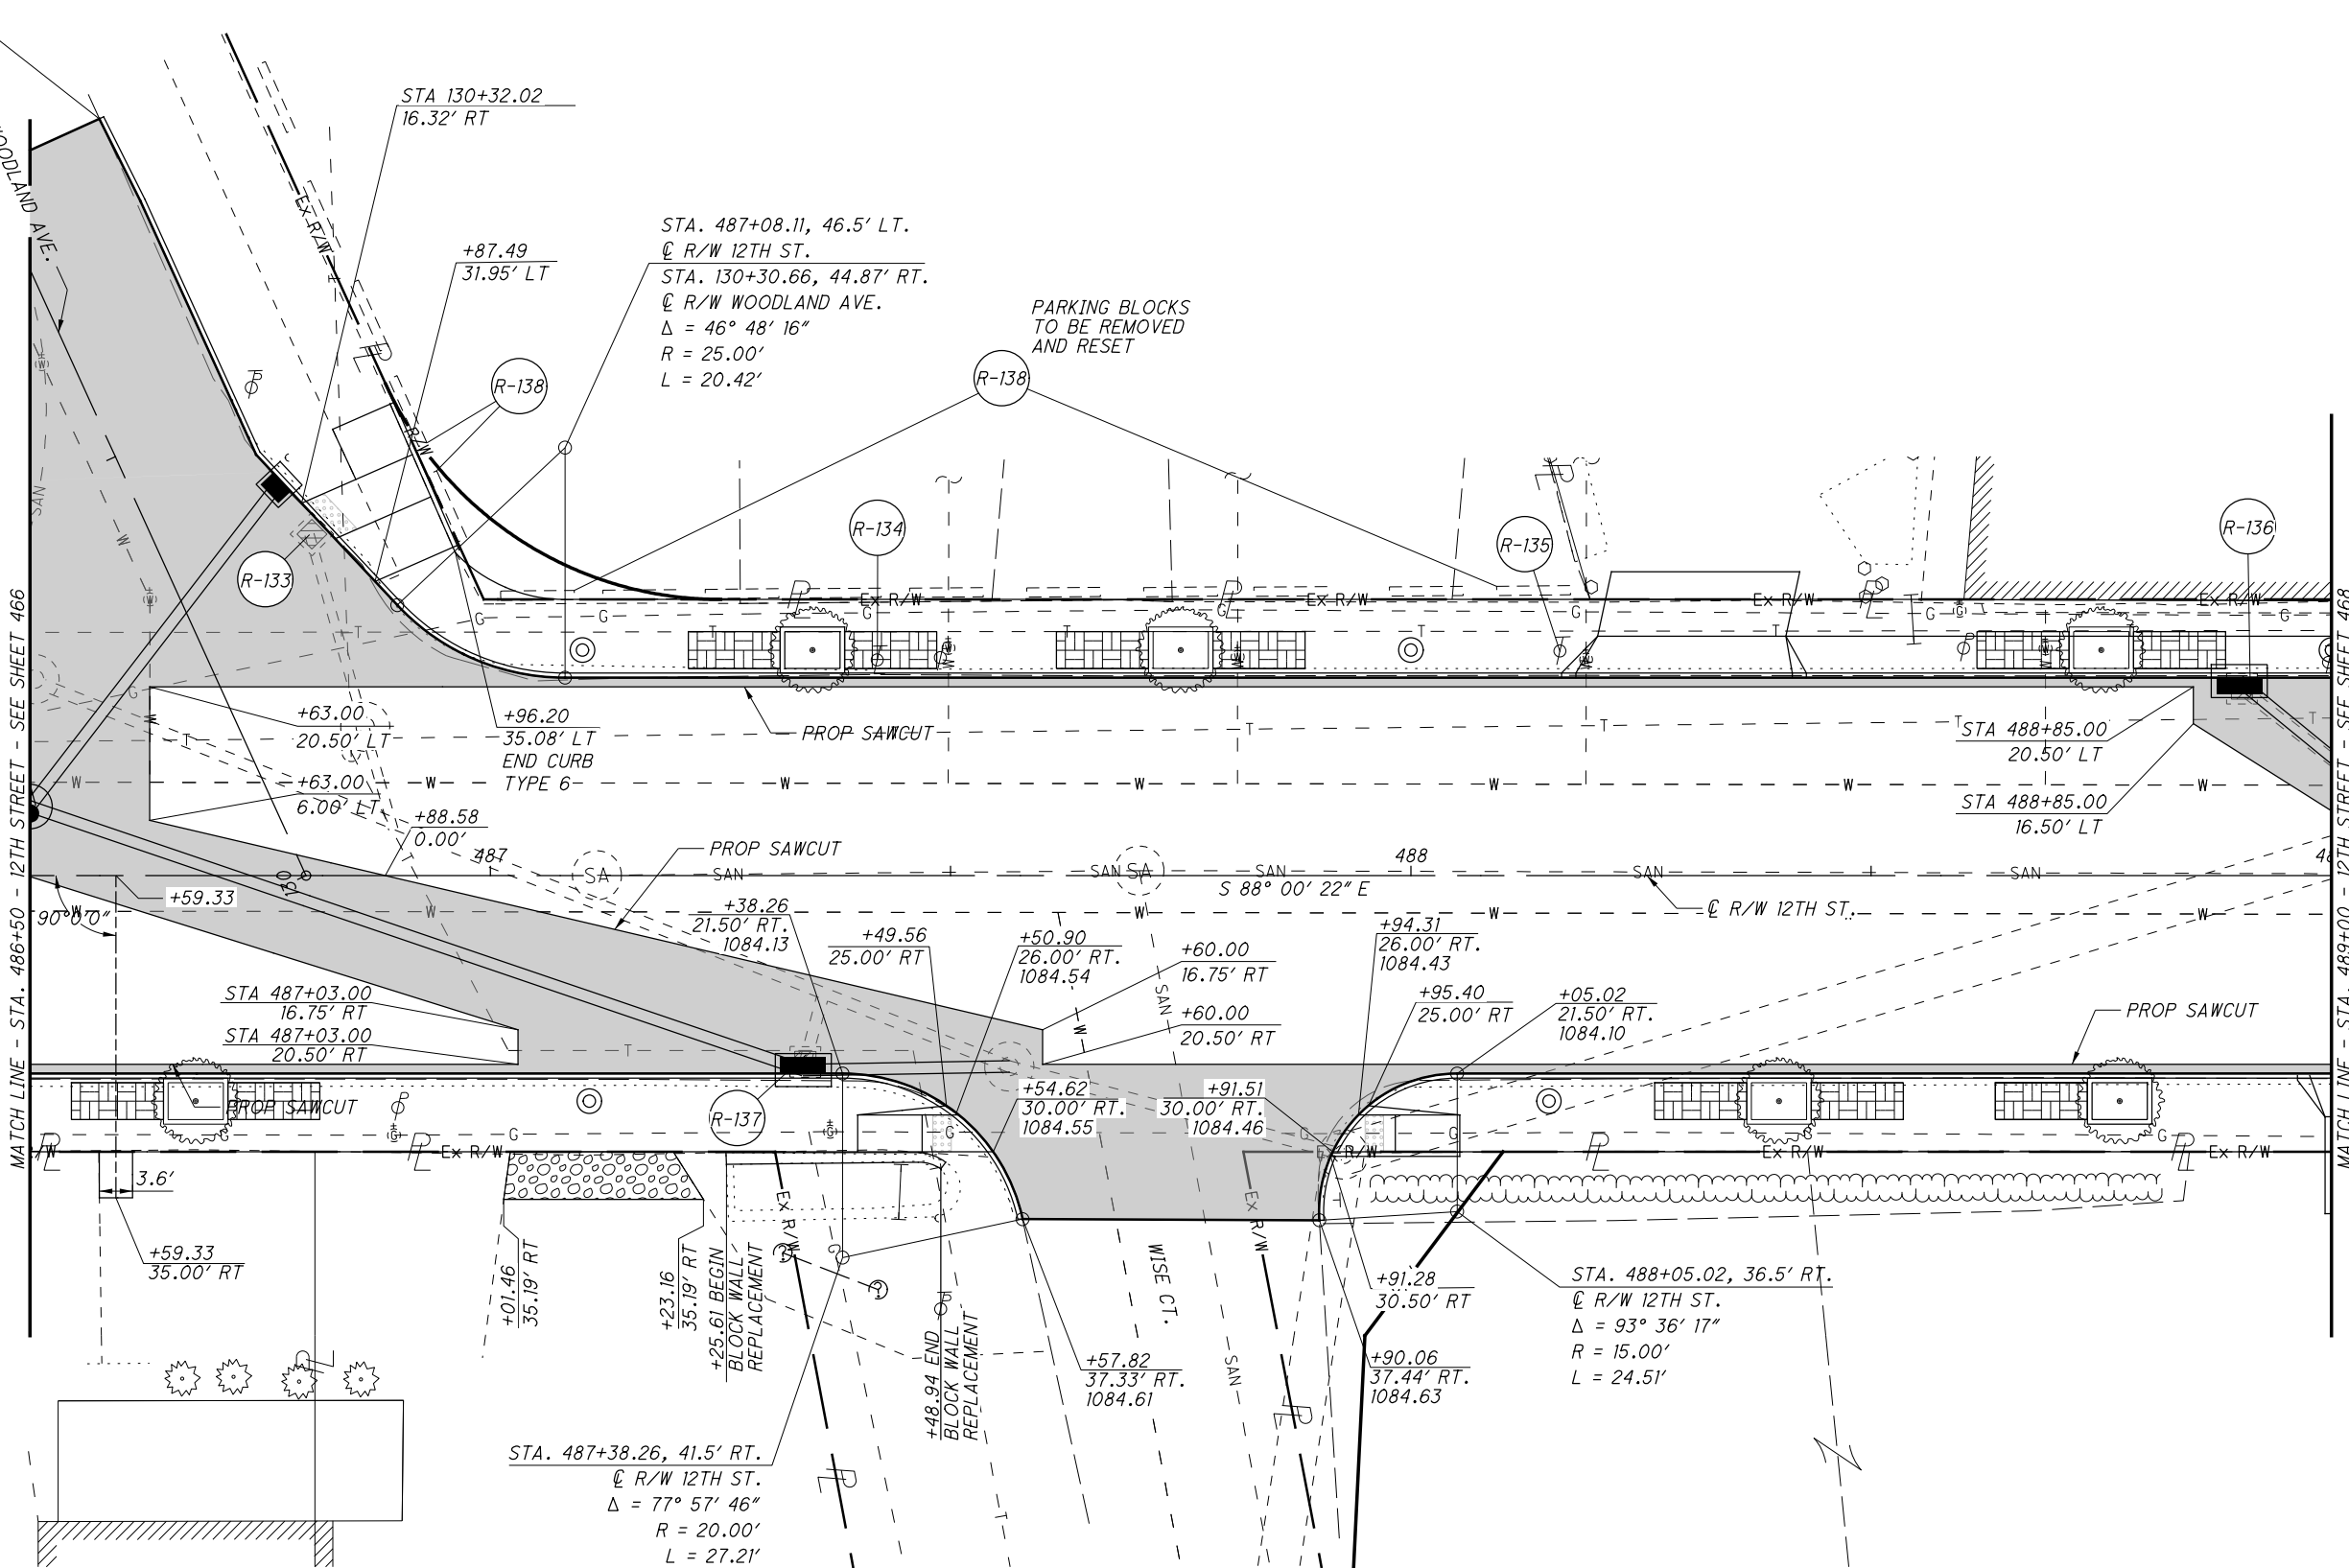 STA 130+32.02
16.32' RT
WOODLAND AVE.
Ex R/W
+87.49
31.95' LT
STA. 487+08.11, 46.5' LT.
℄ R/W 12TH ST.
STA. 130+30.66, 44.87' RT.
℄ R/W WOODLAND AVE.
Δ = 46° 48' 16"
R = 25.00'
L = 20.42'
PARKING BLOCKS
TO BE REMOVED
AND RESET
R-138
R-138
R/W
R-134
R-135
R-136
R-133
Ex R/W
Ex R/W
Ex R/W
Ex R/W
MATCH LINE - STA. 486+50 - 12TH STREET - SEE SHEET 466
MATCH LINE - STA. 489+00 - 12TH STREET - SEE SHEET 468
+63.00
20.50' LT
+63.00
6.00' LT
+96.20
35.08' LT
END CURB
TYPE 6
PROP SAWCUT
STA 488+85.00
20.50' LT
STA 488+85.00
16.50' LT
+88.58
0.00'
487
PROP SAWCUT
130
SA
SAN
SAN
SA
SAN
488
SAN
SAN
S 88° 00' 22" E
℄ R/W 12TH ST.
+59.33
90°0'0"
+38.26
21.50' RT.
1084.13
+49.56
25.00' RT
+50.90
26.00' RT.
1084.54
+60.00
16.75' RT
+60.00
20.50' RT
+94.31
26.00' RT.
1084.43
+95.40
25.00' RT
+05.02
21.50' RT.
1084.10
PROP SAWCUT
STA 487+03.00
16.75' RT
STA 487+03.00
20.50' RT
PROP SAWCUT
R-137
+54.62
30.00' RT.
1084.55
+91.51
30.00' RT.
1084.46
Ex R/W
R/W
Ex R/W
Ex R/W
3.6'
+59.33
35.00' RT
+01.46
35.19' RT
+23.16
35.19' RT
+25.61 BEGIN
BLOCK WALL
REPLACEMENT
Ex R/W
+48.94 END
BLOCK WALL
REPLACEMENT
WISE CT.
SAN
SAN
SAN
Ex R/W
+57.82
37.33' RT.
1084.61
+91.28
30.50' RT
+90.06
37.44' RT.
1084.63
STA. 488+05.02, 36.5' RT.
℄ R/W 12TH ST.
Δ = 93° 36' 17"
R = 15.00'
L = 24.51'
STA. 487+38.26, 41.5' RT.
℄ R/W 12TH ST.
Δ = 77° 57' 46"
R = 20.00'
L = 27.21'